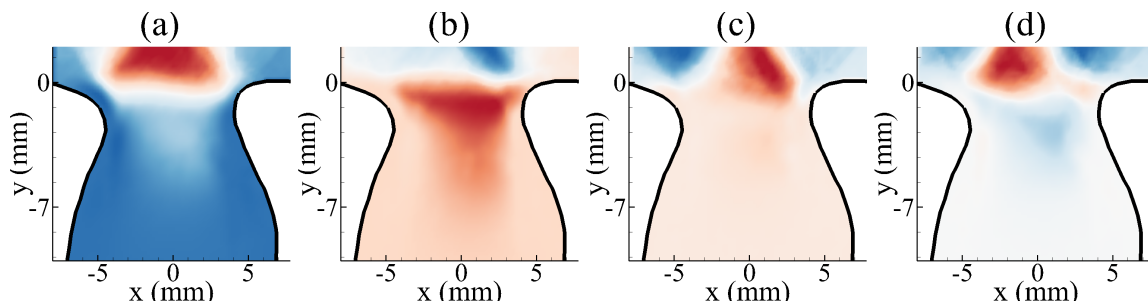 (a) (b) (c) (d)
0 0 0 0
y (mm) y (mm) y (mm) y (mm)
-7 -7 -7 -7
-5 0 5 -5 0 5 -5 0 5 -5 0 5
x (mm) x (mm) x (mm) x (mm)